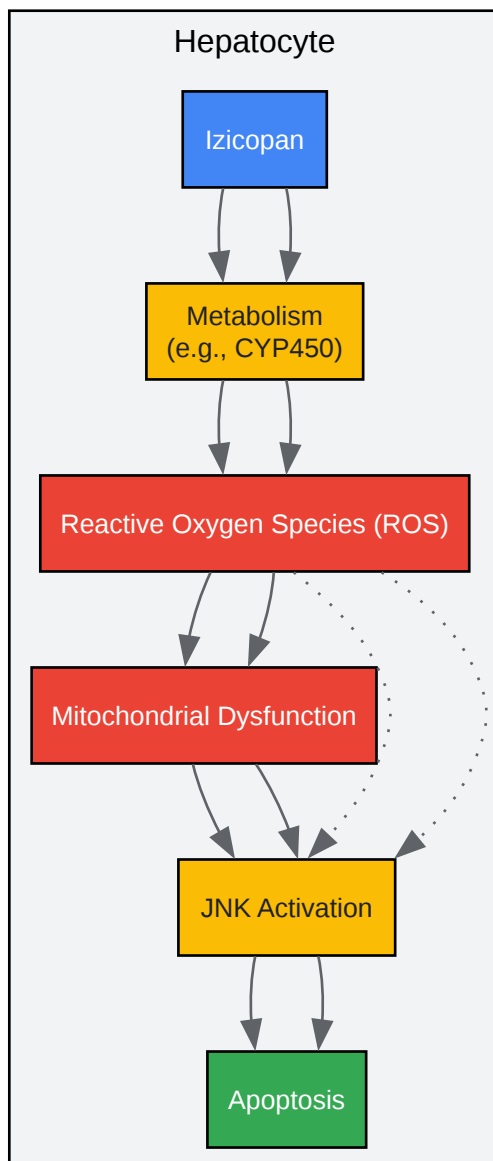 Hepatocyte
Izicopan
Metabolism
(e.g., CYP450)
Reactive Oxygen Species (ROS)
Mitochondrial Dysfunction
JNK Activation
Apoptosis